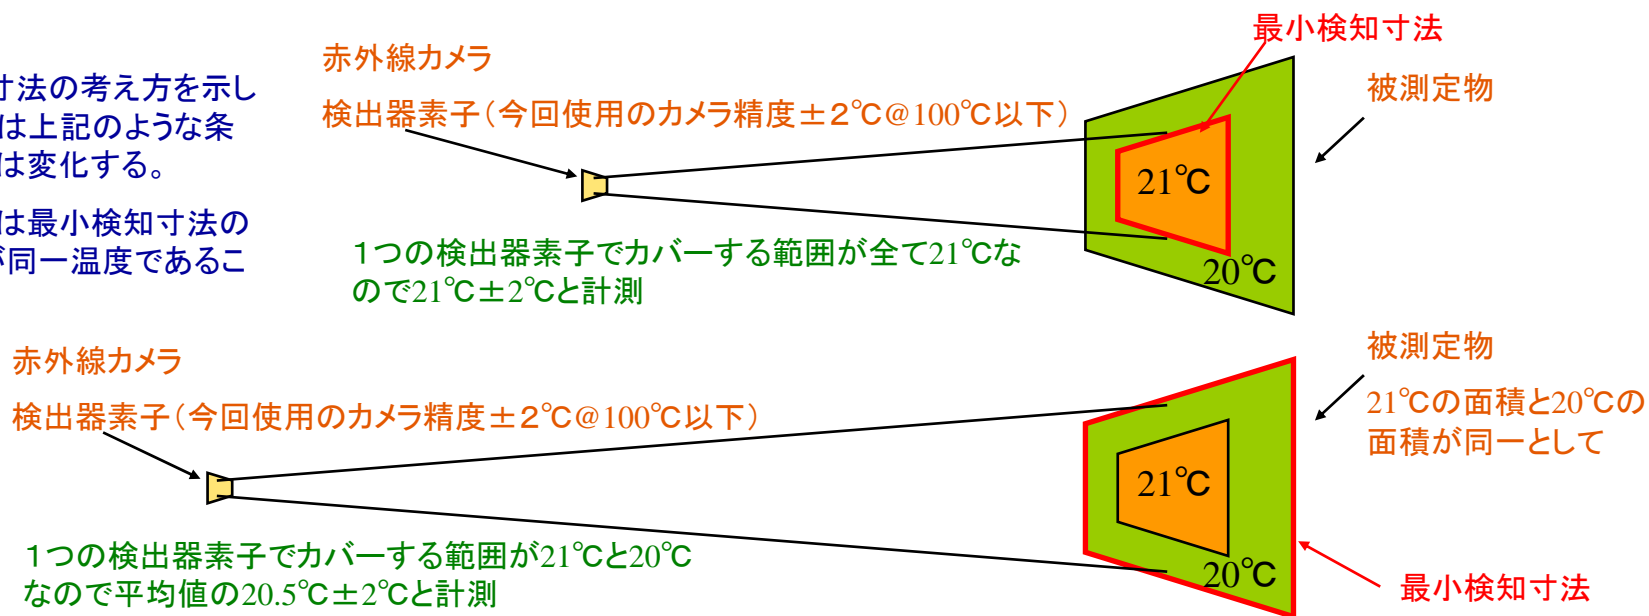 寸法の考え方を示し
は上記のような条
は変化する。
は最小検知寸法の
が同一温度であるこ
赤外線カメラ
検出器素子（今回使用のカメラ精度±２℃@100℃以下）
最小検知寸法
被測定物
21℃
20℃
１つの検出器素子でカバーする範囲が全て21℃な
ので21℃±2℃と計測
赤外線カメラ
検出器素子（今回使用のカメラ精度±２℃@100℃以下）
被測定物
21℃の面積と20℃の
面積が同一として
21℃
20℃
１つの検出器素子でカバーする範囲が21℃と20℃
なので平均値の20.5℃±2℃と計測
最小検知寸法